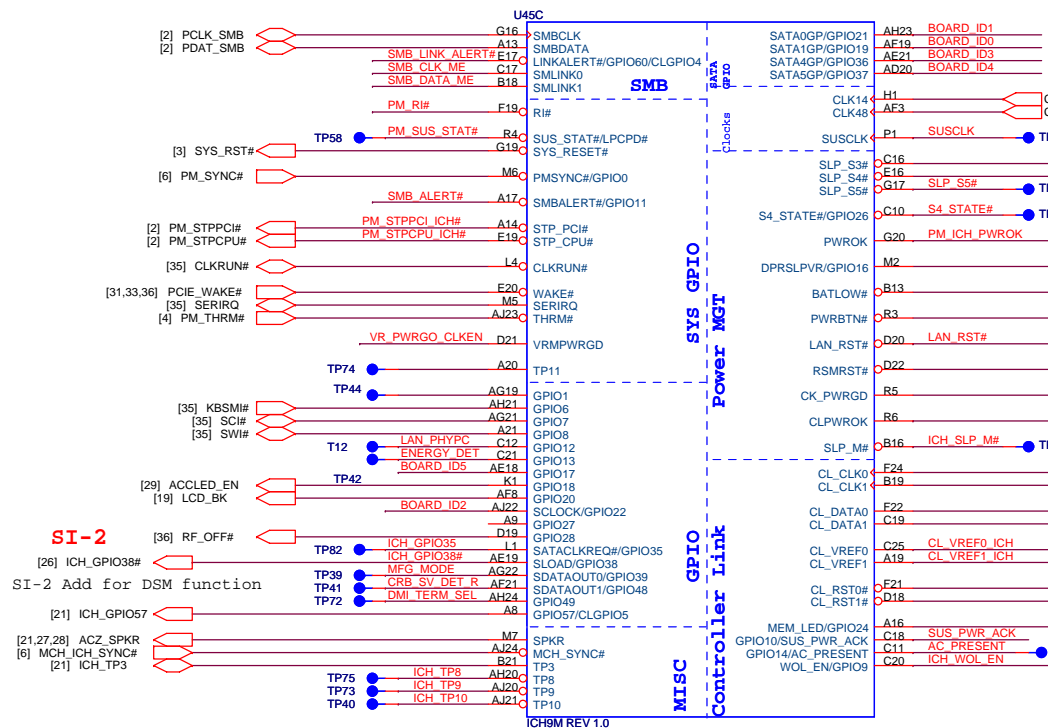 U45C
[2] PCLK_SMB G16 SMBCLK SATA0GP/GPIO21 AH23 BOARD_ID1
[2] PDAT_SMB A13 SMBDATA SATA1GP/GPIO19 AF19 BOARD_ID0
SMB_LINK_ALERT# E17 LINKALERT#/GPIO60/CLGPIO4 SATA4GP/GPIO36 AE21 BOARD_ID3
SMB_CLK_ME C17 SMLINK0 SATA5GP/GPIO37 AD20 BOARD_ID4
SMB_DATA_ME B18 SMLINK1
SMB
SATA GPIO
CLK14 H1
PM_RI# F19 RI# CLK48 AF3
Clocks
TP58 PM_SUS_STAT# R4 SUS_STAT#/LPCPD# SUSCLK P1 SUSCLK
[3] SYS_RST# G19 SYS_RESET#
SLP_S3# C16
[6] PM_SYNC# M6 PMSYNC#/GPIO0 SLP_S4# E16
SLP_S5# G17 SLP_S5#
SMB_ALERT# A17 SMBALERT#/GPIO11
S4_STATE#/GPIO26 C10 S4_STATE#
[2] PM_STPPCI# PM_STPPCI_ICH# A14 STP_PCI#
[2] PM_STPCPU# PM_STPCPU_ICH# E19 STP_CPU# PWROK G20 PM_ICH_PWROK
[35] CLKRUN# L4 CLKRUN# DPRSLPVR/GPIO16 M2
SYS GPIO
Power MGT
[31,33,36] PCIE_WAKE# E20 WAKE# BATLOW# B13
[35] SERIRQ M5 SERIRQ
[4] PM_THRM# AJ23 THRM# PWRBTN# R3
VR_PWRGO_CLKEN D21 VRMPWRGD LAN_RST# D20 LAN_RST#
TP74 A20 TP11 RSMRST# D22
TP44 AG19 GPIO1 CK_PWRGD R5
[35] KBSMI# AH21 GPIO6
[35] SCI# AG21 GPIO7 CLPWROK R6
[35] SWI# A21 GPIO8
T12 LAN_PHYPC C12 GPIO12 SLP_M# B16 ICH_SLP_M#
ENERGY_DET C21 GPIO13
BOARD_ID5 AE18 GPIO17 CL_CLK0 F24
TP42
[29] ACCLED_EN K1 GPIO18 CL_CLK1 B19
[19] LCD_BK AF8 GPIO20
BOARD_ID2 AJ22 SCLOCK/GPIO22 CL_DATA0 F22
A9 GPIO27 CL_DATA1 C19
[36] RF_OFF# D19 GPIO28
SI-2
TP82 ICH_GPIO35 L1 SATACLKREQ#/GPIO35 CL_VREF0 C25 CL_VREF0_ICH
[26] ICH_GPIO38# ICH_GPIO38# AE19 SLOAD/GPIO38 CL_VREF1 A19 CL_VREF1_ICH
GPIO
Controller Link
TP39 MFG_MODE AG22 SDATAOUT0/GPIO39
SI-2 Add for DSM function
TP41 CRB_SV_DET_R AF21 SDATAOUT1/GPIO48 CL_RST0# F21
TP72 DMI_TERM_SEL AH24 GPIO49 CL_RST1# D18
[21] ICH_GPIO57 A8 GPIO57/CLGPIO5
MEM_LED/GPIO24 A16
[21,27,28] ACZ_SPKR M7 SPKR GPIO10/SUS_PWR_ACK C18 SUS_PWR_ACK
[6] MCH_ICH_SYNC# AJ24 MCH_SYNC# GPIO14/AC_PRESENT C11 AC_PRESENT
[21] ICH_TP3 B21 TP3 WOL_EN/GPIO9 C20 ICH_WOL_EN
TP75 ICH_TP8 AH20 TP8
TP73 ICH_TP9 AJ20 TP9
TP40 ICH_TP10 AJ21 TP10
MISC
ICH9M REV 1.0